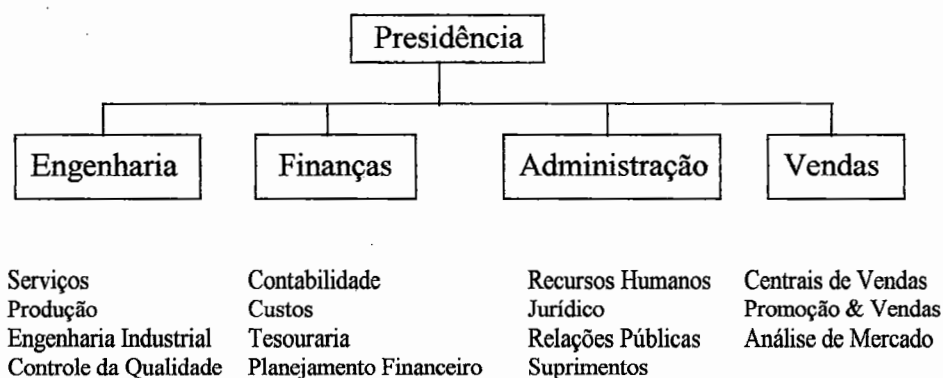 Presidência
Engenharia
Finanças
Administração
Vendas
Serviços
Produção
Engenharia Industrial
Controle da Qualidade
Contabilidade
Custos
Tesouraria
Planejamento Financeiro
Recursos Humanos
Jurídico
Relações Públicas
Suprimentos
Centrais de Vendas
Promoção & Vendas
Análise de Mercado